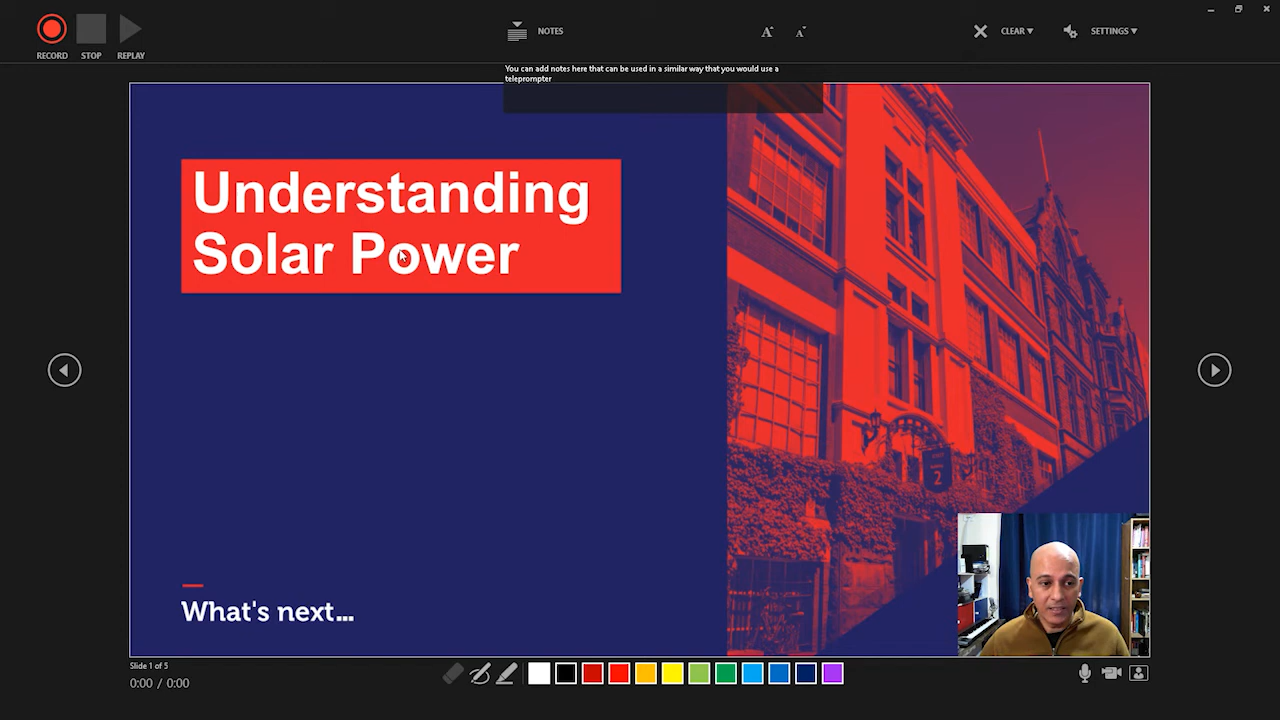 RECORD
STOP
REPLAY
NOTES
A
A
CLEAR
SETTINGS
You can add notes here that can be used in a similar way that you would use a
teleprompter
Understanding
Solar Power
2
What's next...
Slide 1 of 5
0:00 / 0:00